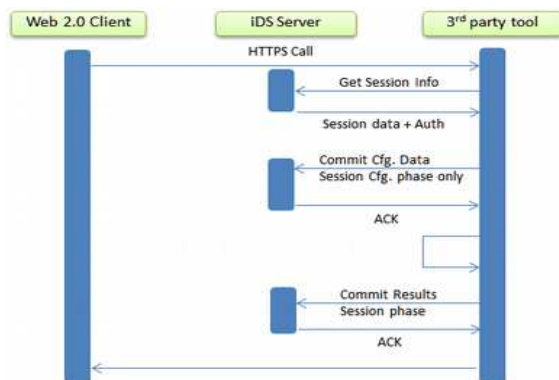 Web 2.0 Client
iDS Server
3rd party tool
HTTPS Call
Get Session Info
Session data + Auth
Commit Cfg. Data
Session Cfg. phase only
ACK
Commit Results
Session phase
ACK